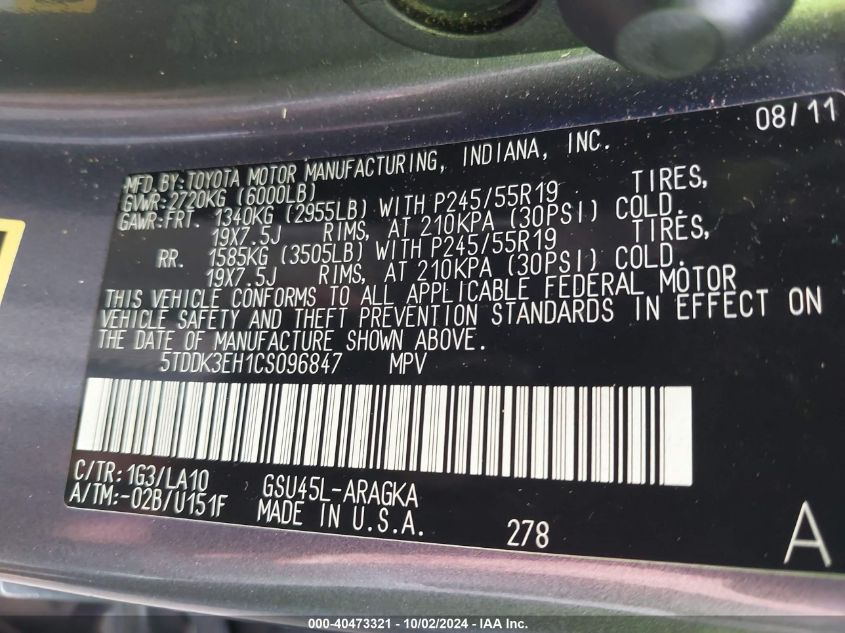 08/11
MFD.BY:TOYOTA MOTOR MANUFACTURING, INDIANA, INC.
GVWR:2720KG (6000LB)
GAWR:FRT. 1340KG (2955LB) WITH P245/55R19 TIRES,
19X7.5J RIMS, AT 210KPA (30PSI) COLD.
RR. 1585KG (3505LB) WITH P245/55R19 TIRES,
19X7.5J RIMS, AT 210KPA (30PSI) COLD.
THIS VEHICLE CONFORMS TO ALL APPLICABLE FEDERAL MOTOR
VEHICLE SAFETY AND THEFT PREVENTION STANDARDS IN EFFECT ON
THE DATE OF MANUFACTURE SHOWN ABOVE.
5TDDK3EH1CS096847 MPV
C/TR:1G3/LA10 GSU45L-ARAGKA
A/TM:-02B/U151F MADE IN U.S.A. 278 A
000-40473321 - 10/02/2024 - IAA Inc.